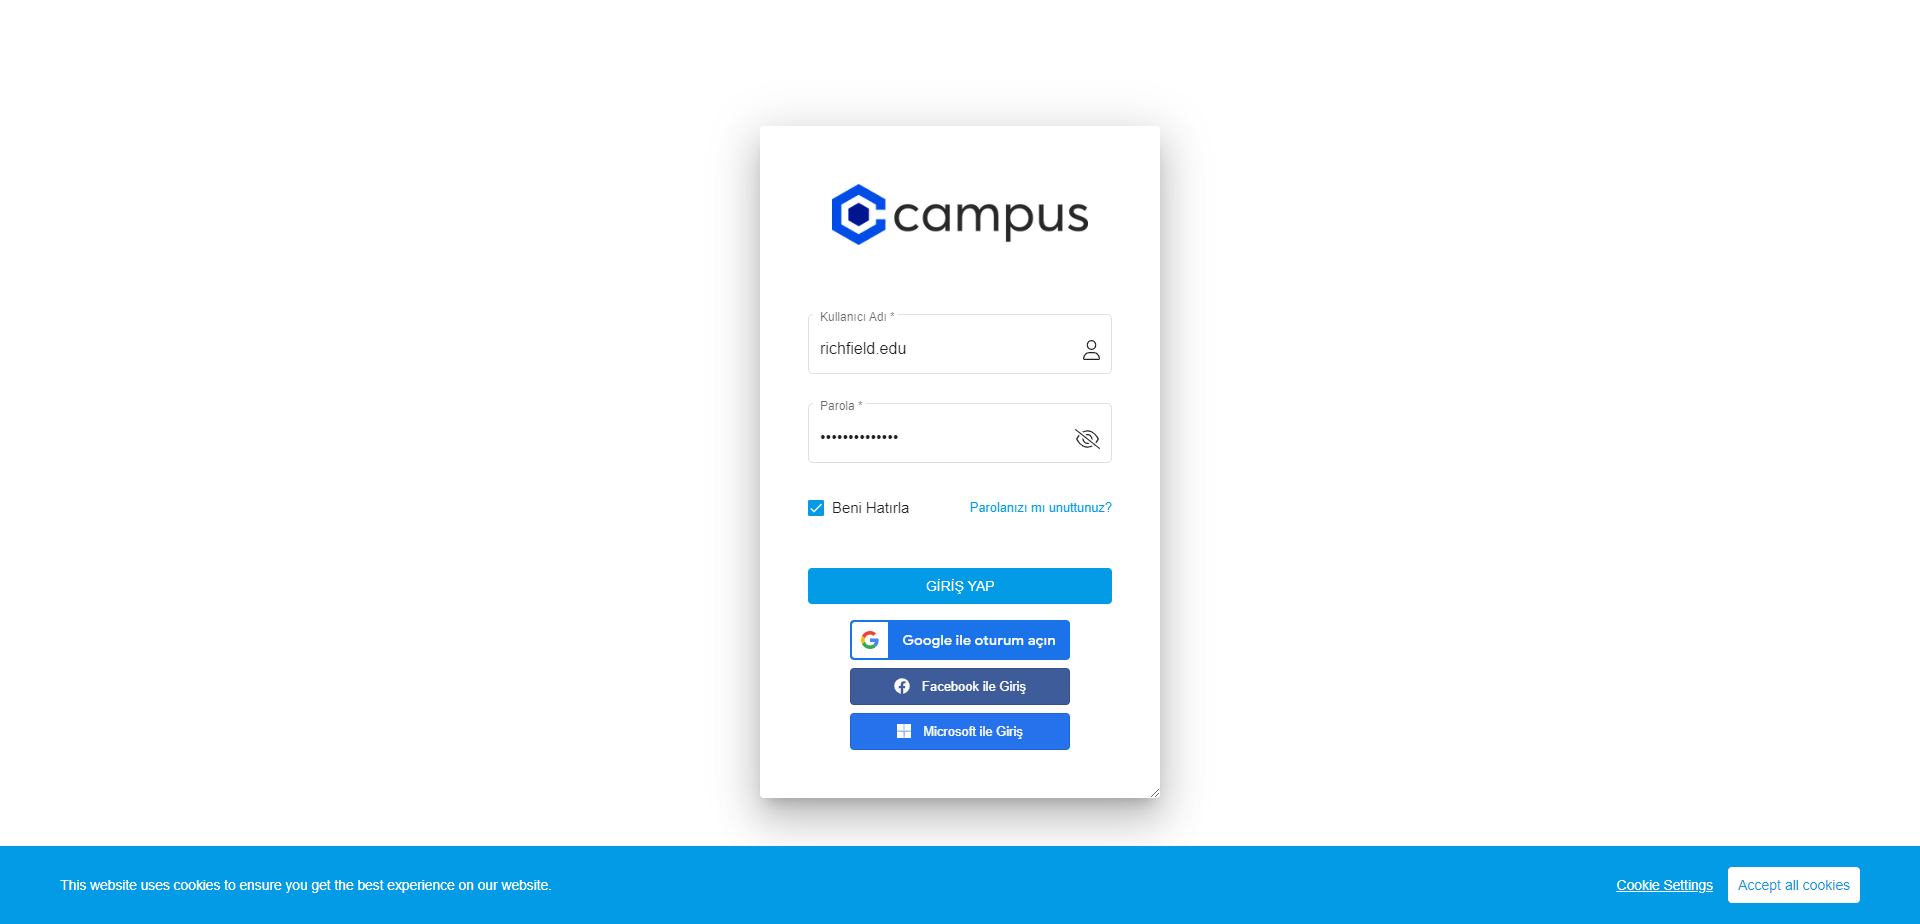 campus
Kullanıcı Adı *
richfield.edu
Parola *
••••••••••••••
Beni Hatırla
Parolanızı mı unuttunuz?
GİRİŞ YAP
Google ile oturum açın
Facebook ile Giriş
Microsoft ile Giriş
This website uses cookies to ensure you get the best experience on our website.
Cookie Settings
Accept all cookies